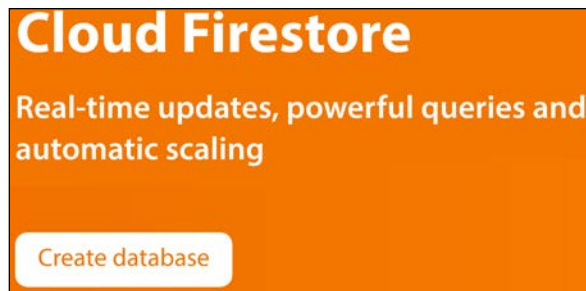 Cloud Firestore
Real-time updates, powerful queries and
automatic scaling
Create database